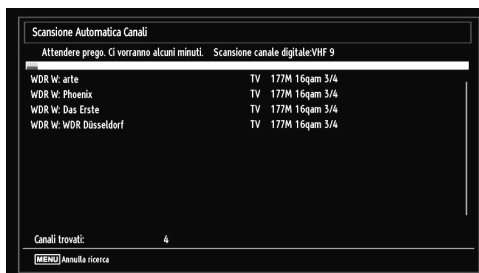 Scansione Automatica Canali
Attendere prego. Ci vorranno alcuni minuti. Scansione canale digitale:VHF 9
WDR W: arte TV 177M 16qam 3/4
WDR W: Phoenix TV 177M 16qam 3/4
WDR W: Das Erste TV 177M 16qam 3/4
WDR W: WDR Düsseldorf TV 177M 16qam 3/4
Canali trovati: 4
MENU Annulla ricerca